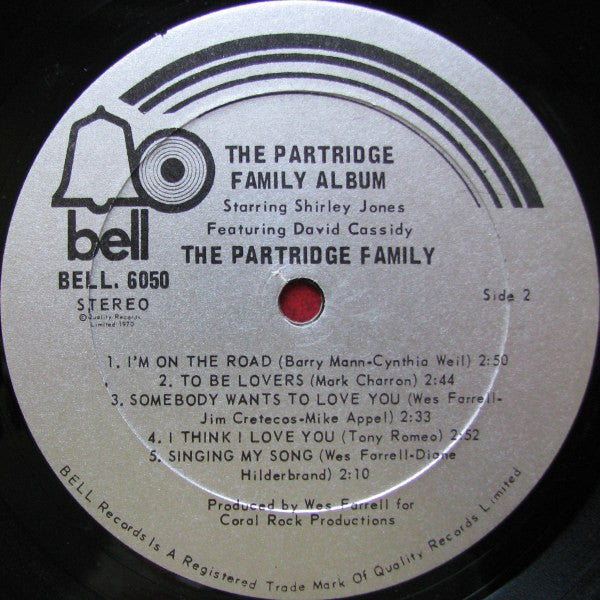 THE PARTRIDGE
FAMILY ALBUM
Starring Shirley Jones
Featuring David Cassidy
THE PARTRIDGE FAMILY
bell
BELL. 6050
STEREO
© Quality Records
Limited 1970
Side 2
1. I'M ON THE ROAD (Barry Mann-Cynthia Weil) 2:50
2. TO BE LOVERS (Mark Charron) 2:44
3. SOMEBODY WANTS TO LOVE YOU (Wes Farrell-
Jim Cretecos-Mike Appel) 2:33
4. I THINK I LOVE YOU (Tony Romeo) 2:52
5. SINGING MY SONG (Wes Farrell-Diane
Hilderbrand) 2:10
Produced by Wes Farrell for
Coral Rock Productions
BELL Records Is A Registered Trade Mark Of Quality Records Limited